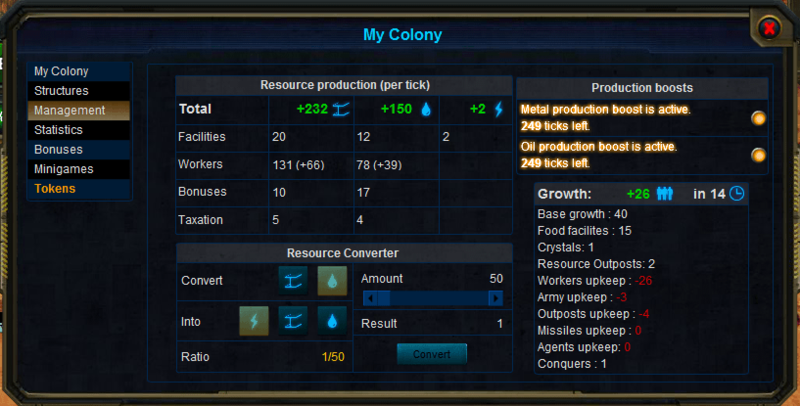 My Colony
My Colony
Structures
Management
Statistics
Bonuses
Minigames
Tokens
Resource production (per tick)
Total +232 +150 +2
Facilities 20 12 2
Workers 131 (+66) 78 (+39)
Bonuses 10 17
Taxation 5 4
Resource Converter
Convert
Into
Ratio 1/50
Amount 50
Result 1
Convert
Production boosts
Metal production boost is active.
249 ticks left.
Oil production boost is active.
249 ticks left.
Growth: +26 in 14
Base growth : 40
Food facilites : 15
Crystals: 1
Resource Outposts: 2
Workers upkeep : -26
Army upkeep : -3
Outposts upkeep : -4
Missiles upkeep : 0
Agents upkeep: 0
Conquers : 1